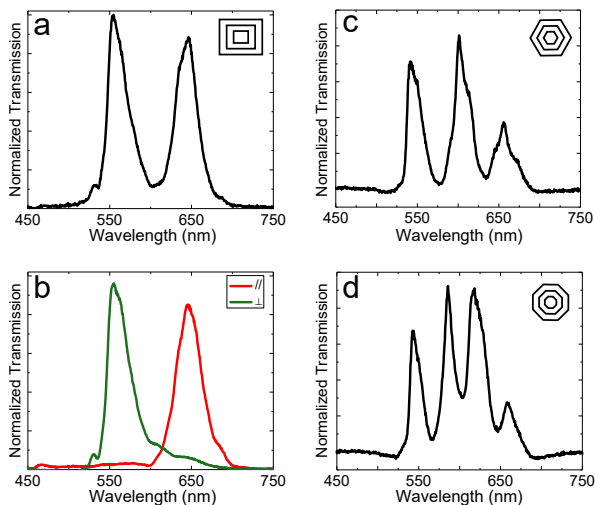 a
Normalized Transmission
450 550 650 750
Wavelength (nm)
c
Normalized Transmission
450 550 650 750
Wavelength (nm)
b
//
⊥
Normalized Transmission
450 550 650 750
Wavelength (nm)
d
Normalized Transmission
450 550 650 750
Wavelength (nm)